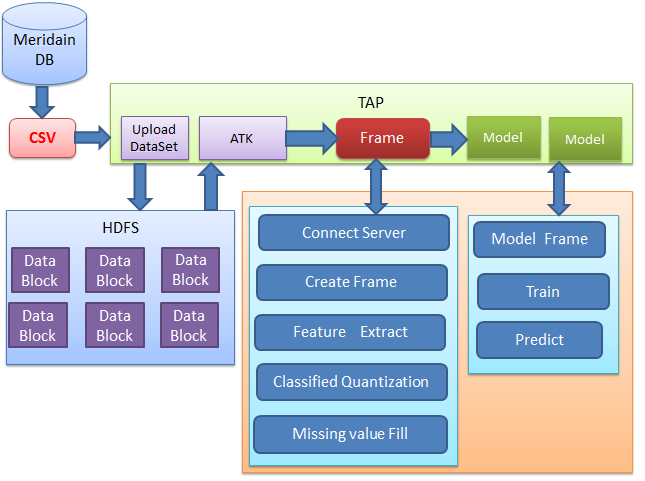 Meridain
DB
CSV
TAP
Upload
DataSet
ATK
Frame
Model
Model
HDFS
Data
Block
Data
Block
Data
Block
Data
Block
Data
Block
Data
Block
Connect Server
Create Frame
Feature Extract
Classified Quantization
Missing value Fill
Model Frame
Train
Predict